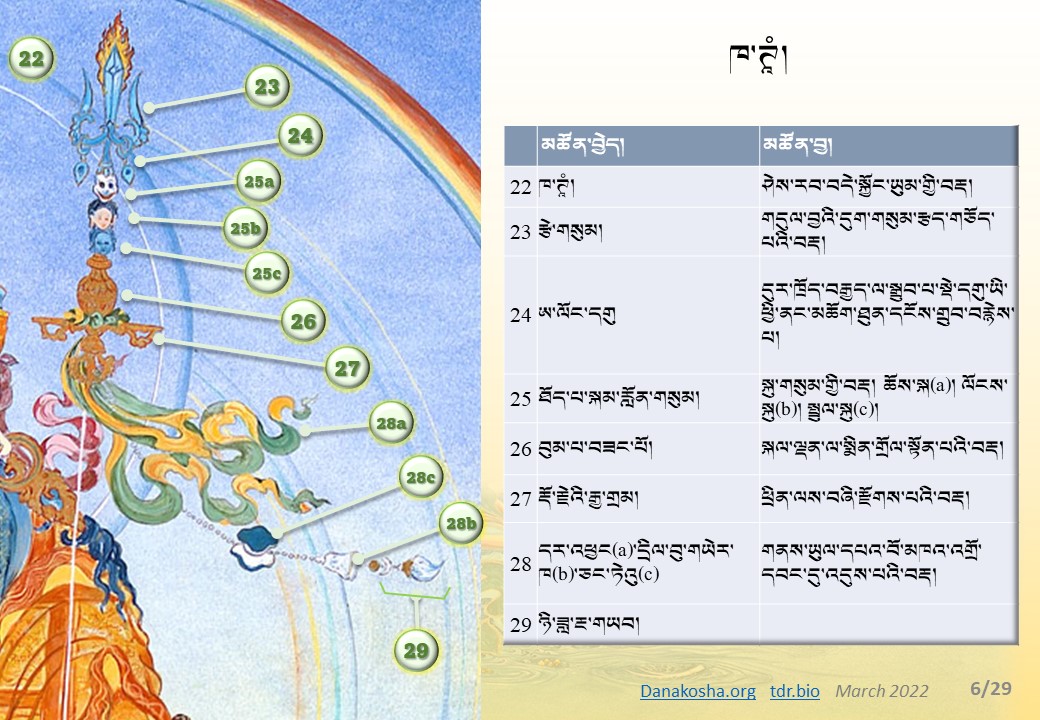 22
23
24
25a
25b
25c
26
27
28a
28c
28b
29
ཁ་ཊྭཱཾ།
མཚོན་བྱེད། མཚོན་བྱ།
22 ཁ་ཊྭཱཾ། ཤེས་རབ་བདེ་སྐྱོང་ཡུམ་གྱི་བརྡ།
23 རྩེ་གསུམ། གདུལ་བྱའི་དུག་གསུམ་རྩད་གཅོད་
པའི་བརྡ།
24 ཨ་ལོང་དགུ དུར་ཁྲོད་བརྒྱད་ལ་སྒྲུབ་པ་སྡེ་དགུ་ཡི་
ཕྱི་ནང་མཆོག་ཐུན་དངོས་གྲུབ་བརྙེས་
པ།
25 ཐོད་པ་སྐམ་རློན་གསུམ། སྐུ་གསུམ་གྱི་བརྡ། ཆོས་སྐུ(a)། ལོངས་
སྐུ(b)། སྤྲུལ་སྐུ(c)།
26 བུམ་པ་བཟང་པོ། སྐལ་ལྡན་ལ་སྨིན་གྲོལ་སྟོན་པའི་བརྡ།
27 རྡོ་རྗེའི་རྒྱ་གྲམ། ཕྲིན་ལས་བཞི་རྫོགས་པའི་བརྡ།
28 དར་འཕྱང(a)་དྲིལ་བུ་གཡེར་
ཁ(b)་ཅང་ཏེའུ(c) གནས་ཡུལ་དཔའ་བོ་མཁའ་འགྲོ་
དབང་དུ་འདུས་པའི་བརྡ།
29 ཉི་ཟླ་རྔ་གཡབ།
Danakosha.org tdr.bio March 2022 6/29